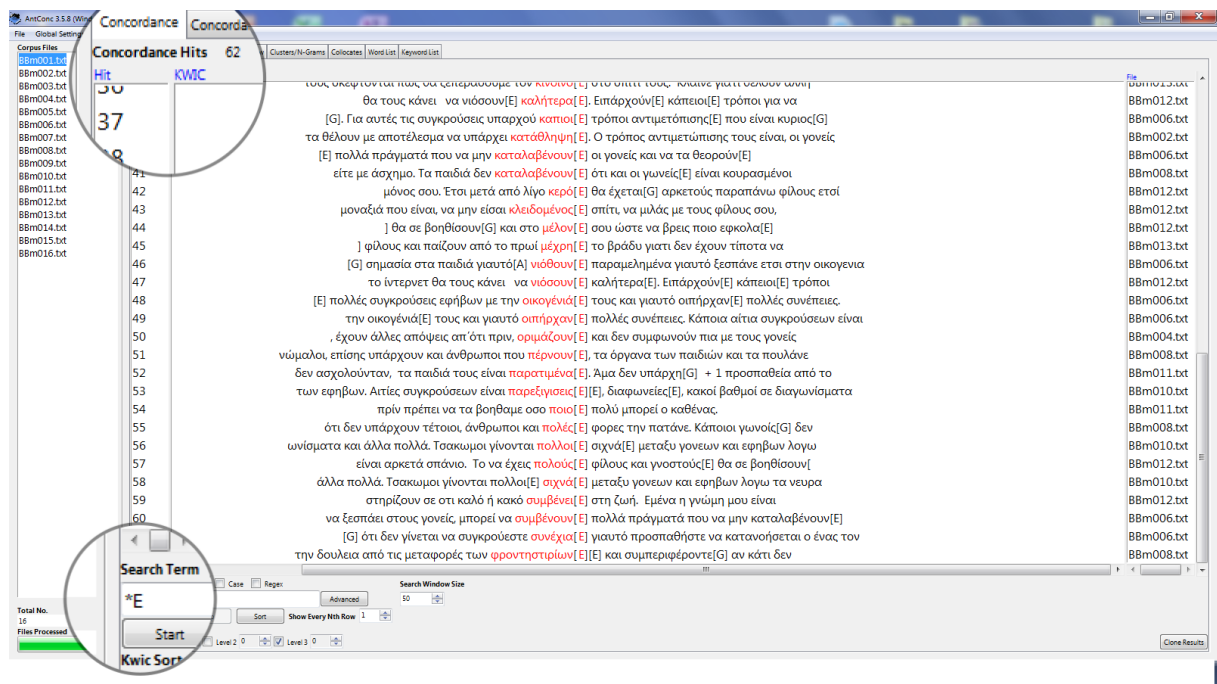 AntConc 3.5.8
File Global Setting
Concordance Concorda
Concordance Hits 62
Clusters/N-Grams Collocates Word List Keyword List
Corpus Files
BBm001.txt
BBm002.txt
BBm003.txt
BBm004.txt
BBm005.txt
BBm006.txt
BBm007.txt
BBm008.txt
BBm009.txt
BBm010.txt
BBm011.txt
BBm012.txt
BBm013.txt
BBm014.txt
BBm015.txt
BBm016.txt
Hit KWIC File
θα τους κάνει να νιόσουν[E] καλήτερα[E]. Ειπάρχούν[E] κάπειοι[E] τρόποι για να BBm012.txt
37 [G]. Για αυτές τις συγκρούσεις υπαρχού καπιοι[E] τρόποι αντιμετόπισης[E] που είναι κυριος[G] BBm006.txt
τα θέλουν με αποτέλεσμα να υπάρχει κατάθληψη[E]. Ο τρόπος αντιμετώπισης τους είναι, οι γονείς BBm002.txt
[E] πολλά πράγματά που να μην καταλαβένουν[E] οι γονείς και να τα θεορούν[E] BBm006.txt
41 είτε με άσχημο. Τα παιδιά δεν καταλαβένουν[E] ότι και οι γωνείς[E] είναι κουρασμένοι BBm008.txt
42 μόνος σου. Έτσι μετά από λίγο κερό[E] θα έχεται[G] αρκετούς παραπάνω φίλους ετσί BBm012.txt
43 μοναξιά που είναι, να μην είσαι κλειδομένος[E] σπίτι, να μιλάς με τους φίλους σου, BBm012.txt
44 ] θα σε βοηθίσουν[G] και στο μέλον[E] σου ώστε να βρεις ποιο εφκολα[E] BBm012.txt
45 ] φίλους και παίζουν από το πρωί μέχρη[E] το βράδυ γιατι δεν έχουν τίποτα να BBm013.txt
46 [G] σημασία στα παιδιά γιαυτό[A] νιόθουν[E] παραμελημένα γιαυτό ξεσπάνε ετσι στην οικογενια BBm006.txt
47 το ίντερνετ θα τους κάνει να νιόσουν[E] καλήτερα[E]. Ειπάρχούν[E] κάπειοι[E] τρόποι BBm012.txt
48 [E] πολλές συγκρούσεις εφήβων με την οικογένιά[E] τους και γιαυτό οιπήρχαν[E] πολλές συνέπειες. BBm006.txt
49 την οικογένιά[E] τους και γιαυτό οιπήρχαν[E] πολλές συνέπειες. Κάποια αίτια συγκρούσεων είναι BBm006.txt
50 , έχουν άλλες απόψεις απ΄ότι πριν, οριμάζουν[E] και δεν συμφωνούν πια με τους γονείς BBm004.txt
51 νώμαλοι, επίσης υπάρχουν και άνθρωποι που πέρνουν[E], τα όργανα των παιδιών και τα πουλάνε BBm008.txt
52 δεν ασχολούνταν, τα παιδιά τους είναι παρατιμένα[E]. Άμα δεν υπάρχη[G] + 1 προσπαθεία από το BBm011.txt
53 των εφηβων. Αιτίες συγκρούσεων είναι παρεξιγισεις[E][E], διαφωνείες[E], κακοί βαθμοί σε διαγωνίσματα BBm010.txt
54 πρίν πρέπει να τα βοηθαμε οσο ποιο[E] πολύ μπορεί ο καθένας. BBm011.txt
55 ότι δεν υπάρχουν τέτοιοι, άνθρωποι και πολές[E] φορες την πατάνε. Κάποιοι γωνοίς[G] δεν BBm008.txt
56 ωνίσματα και άλλα πολλά. Τσακωμοι γίνονται πολλοι[E] σιχνά[E] μεταξυ γονεων και εφηβων λογω BBm010.txt
57 είναι αρκετά σπάνιο. Το να έχεις πολούς[E] φίλους και γνοστούς[E] θα σε βοηθίσουν[ BBm012.txt
58 άλλα πολλά. Τσακωμοι γίνονται πολλοι[E] σιχνά[E] μεταξυ γονεων και εφηβων λογω τα νευρα BBm010.txt
59 στηρίζουν σε οτι καλό ή κακό συμβένει[E] στη ζωή. Εμένα η γνώμη μου είναι BBm012.txt
60 να ξεσπάει στους γονείς, μπορεί να συμβένουν[E] πολλά πράγματά που να μην καταλαβένουν[E] BBm006.txt
[G] ότι δεν γίνεται να συγκρούεστε συνέχια[E] γιαυτό προσπαθήστε να κατανοήσεται ο ένας τον BBm006.txt
την δουλεια από τις μεταφορές των φροντηστιρίων[E][E] και συμπεριφέροντε[G] αν κάτι δεν BBm008.txt
Search Term Case Regex Search Window Size
*E Advanced 50
Start Sort Show Every Nth Row 1
Kwic Sort Level 2 0 Level 3 0
Total No.
16
Files Processed
Clone Results